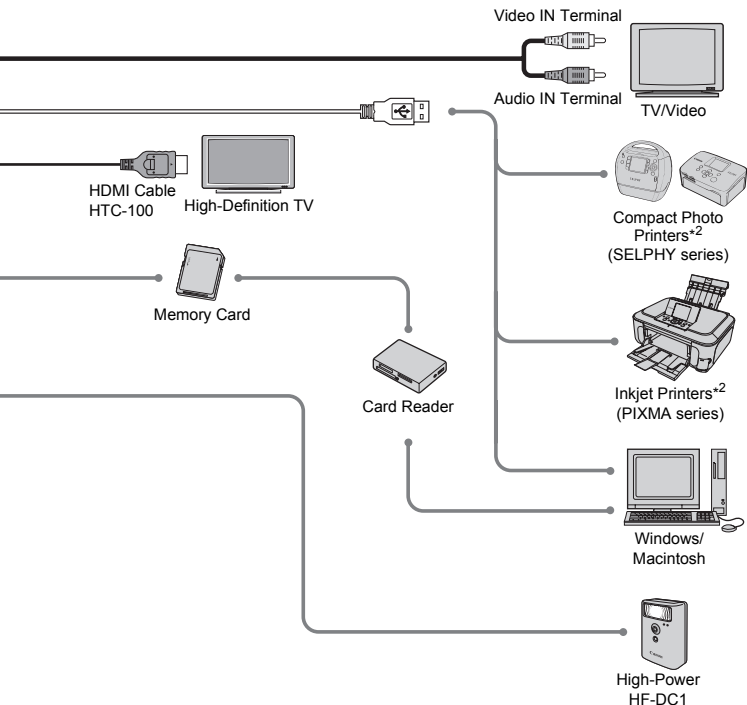 Video IN Terminal
Audio IN Terminal
TV/Video
HDMI Cable
HTC-100
High-Definition TV
Compact Photo
Printers*2
(SELPHY series)
Memory Card
Card Reader
Inkjet Printers*2
(PIXMA series)
Windows/
Macintosh
Canon
High-Power
HF-DC1